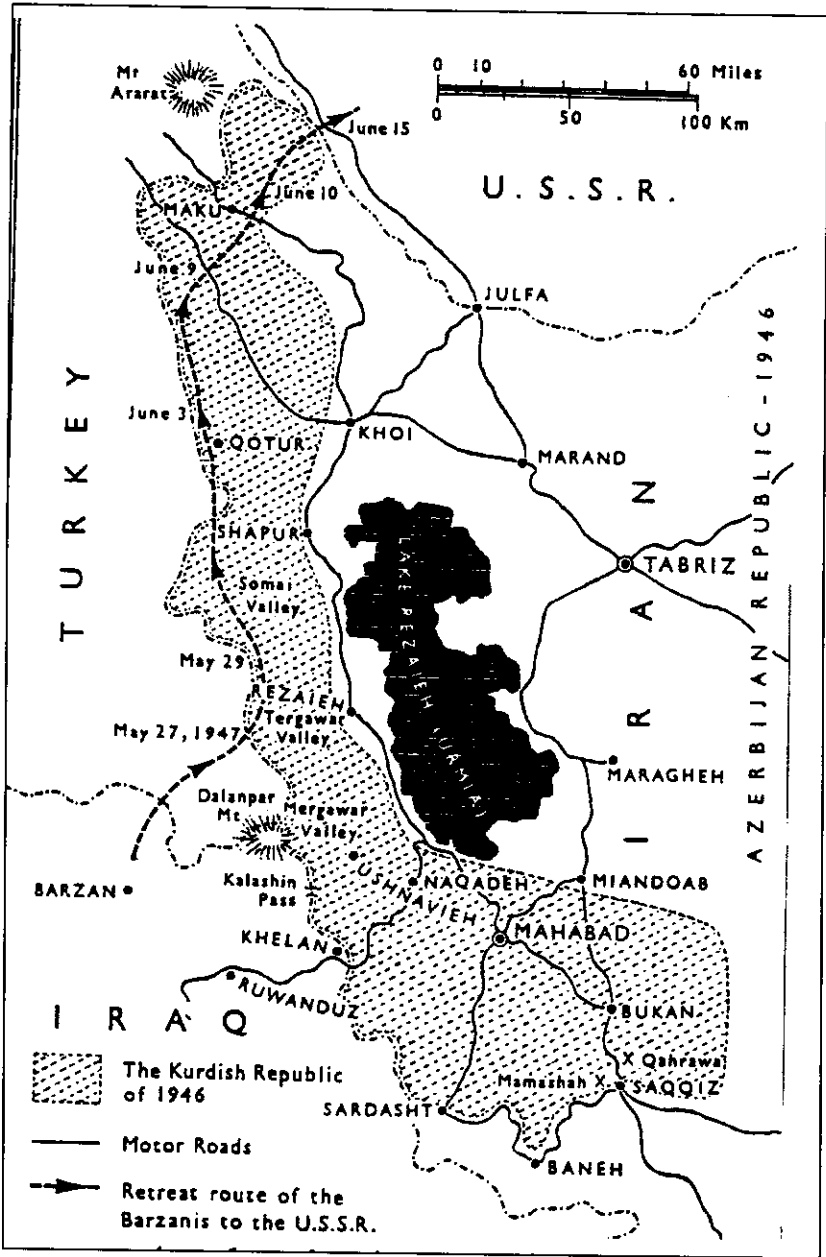 Mt
Ararat
0 10 60 Miles
0 50 100 Km
June 15
U.S.S.R.
June 10
MAKU
June 9
JULFA
TURKEY
AZERBIJAN REPUBLIC-1946
June 3
QOTUR
KHOI
MARAND
IRAN
SHAPUR
TABRIZ
LAKE REZAIEH (URMIA)
Somai
Valley
May 29
REZAIEH
Tergawar
Valley
May 27, 1947
MARAGHEH
Dalanpar
Mt
Mergawar
Valley
BARZAN
USHNAVIEH
NAQADEH
MIANDOAB
Kalashin
Pass
MAHABAD
KHELAN
RUWANDUZ
BUKAN
IRAQ
X Qahrawa
Mamashah X
SAQQIZ
The Kurdish Republic
of 1946
SARDASHT
Motor Roads
BANEH
Retreat route of the
Barzanis to the U.S.S.R.